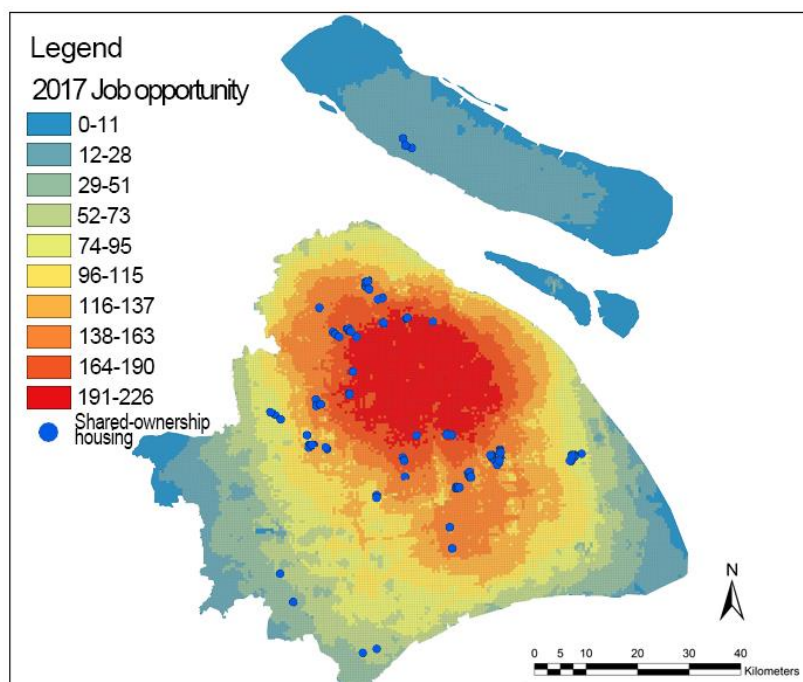 Legend
2017 Job opportunity
0-11
12-28
29-51
52-73
74-95
96-115
116-137
138-163
164-190
191-226
Shared-ownership
housing
N
0 5 10 20 30 40
Kilometers